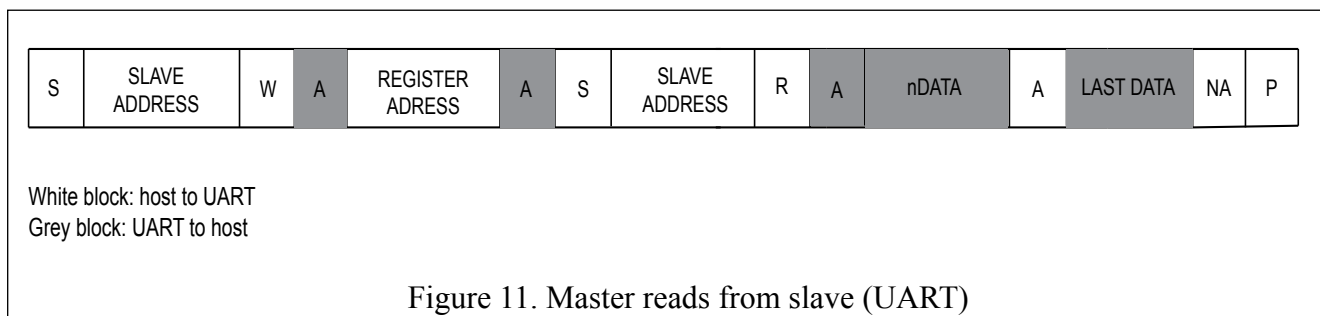 S SLAVE ADDRESS W A REGISTER ADRESS A S SLAVE ADDRESS R A nDATA A LAST DATA NA P
White block: host to UART
Grey block: UART to host
Figure 11. Master reads from slave (UART)